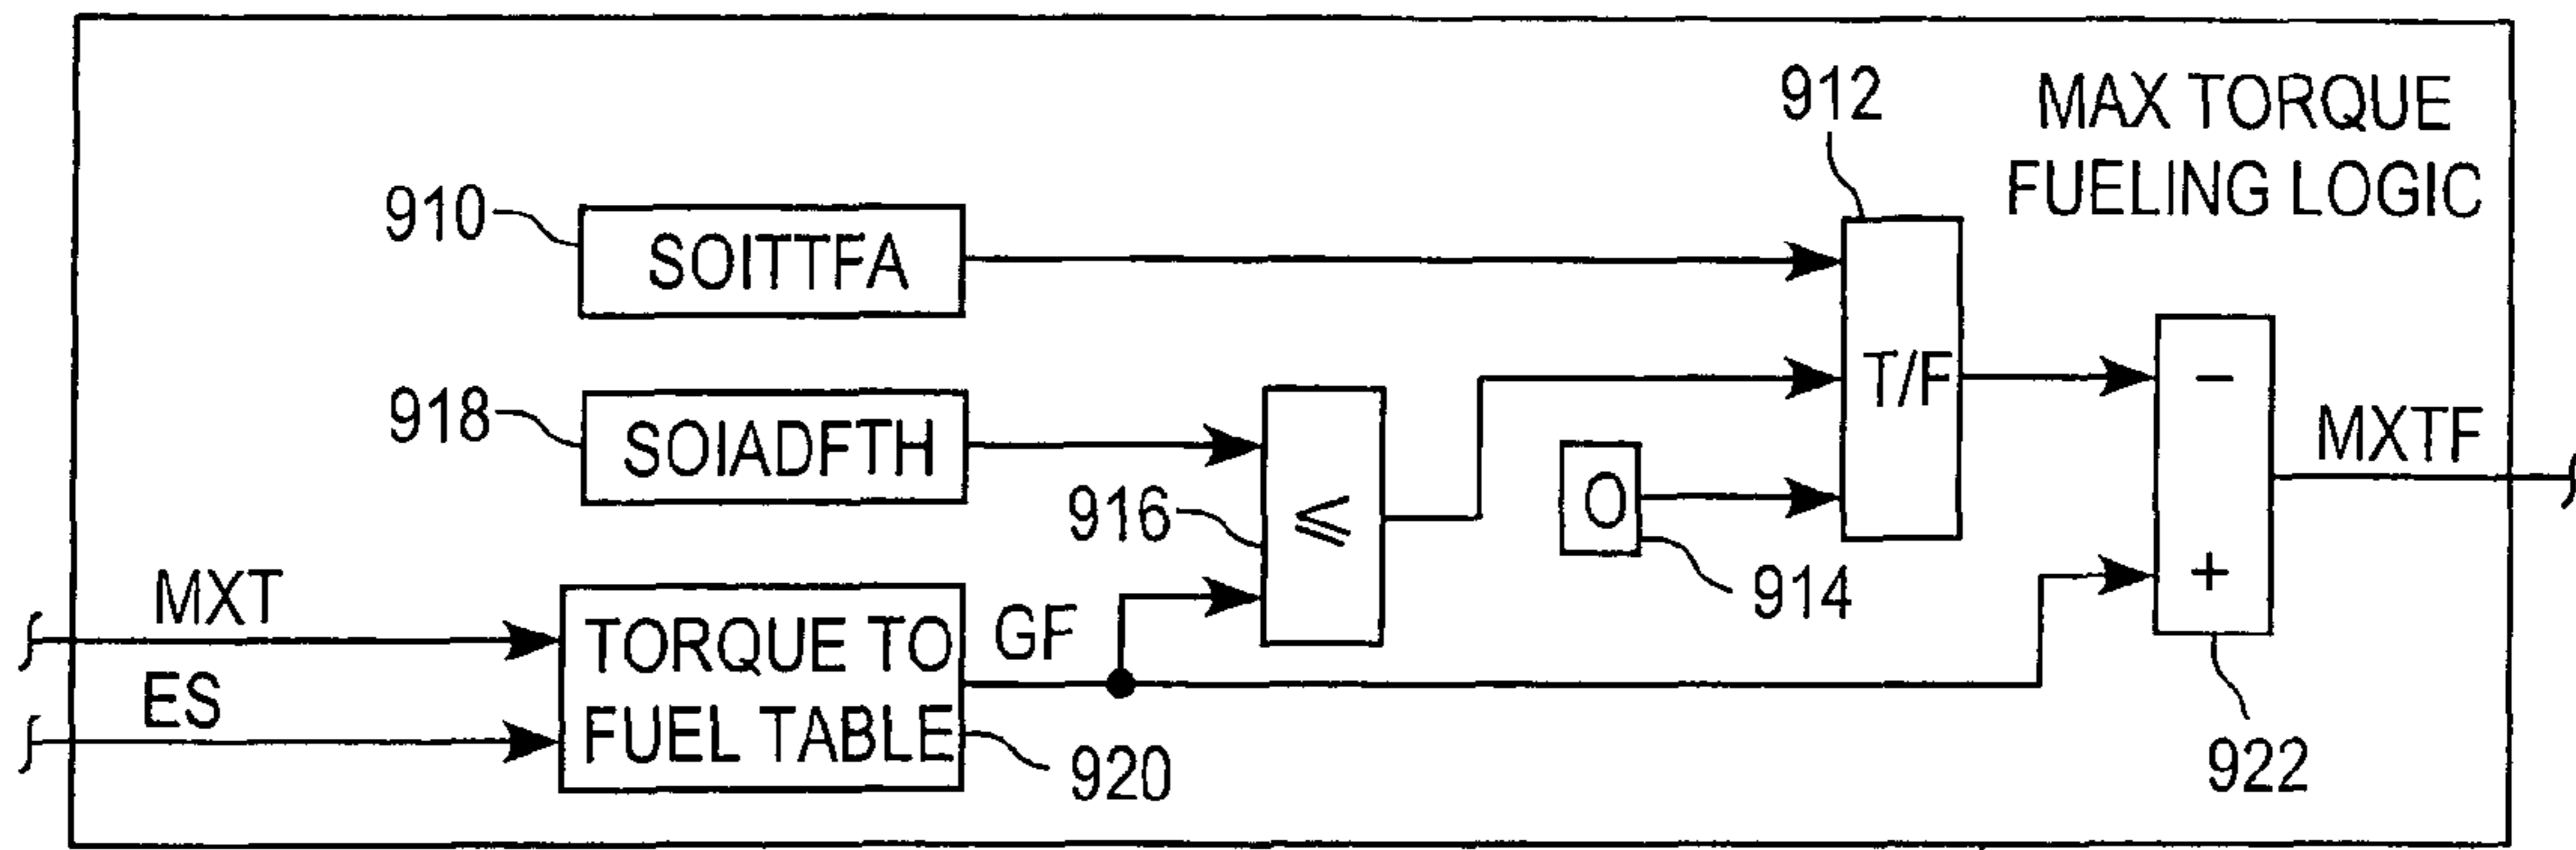 912
MAX TORQUE
FUELING LOGIC
910
SOITTFA
T/F
−
918
SOIADFTH
MXTF
916
≤
O
914
+
MXT
ES
TORQUE TO
FUEL TABLE
GF
920
922